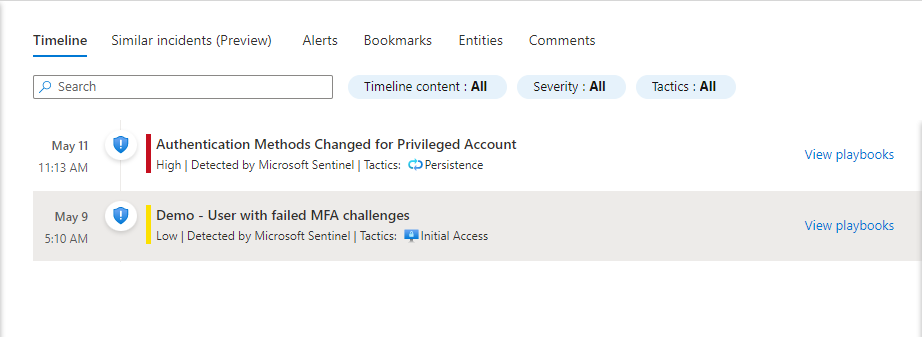 Timeline Similar incidents (Preview) Alerts Bookmarks Entities Comments
Search Timeline content : All Severity : All Tactics : All
May 11 Authentication Methods Changed for Privileged Account
11:13 AM High | Detected by Microsoft Sentinel | Tactics: Persistence View playbooks
May 9 Demo - User with failed MFA challenges
5:10 AM Low | Detected by Microsoft Sentinel | Tactics: Initial Access View playbooks